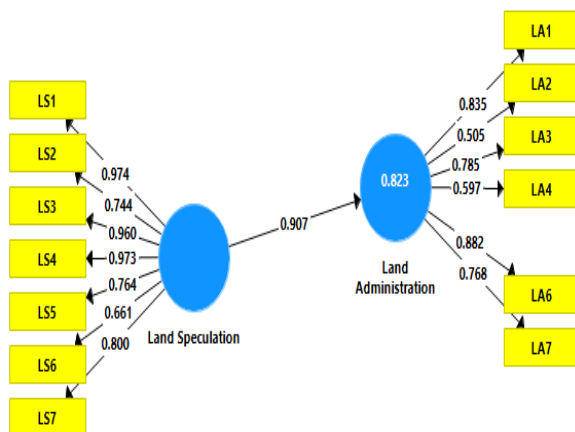 LS1
LS2
LS3
LS4
LS5
LS6
LS7
0.974
0.744
0.960
0.973
0.764
0.661
0.800
Land Speculation
0.907
0.823
Land
Administration
0.835
0.505
0.785
0.597
0.882
0.768
LA1
LA2
LA3
LA4
LA6
LA7